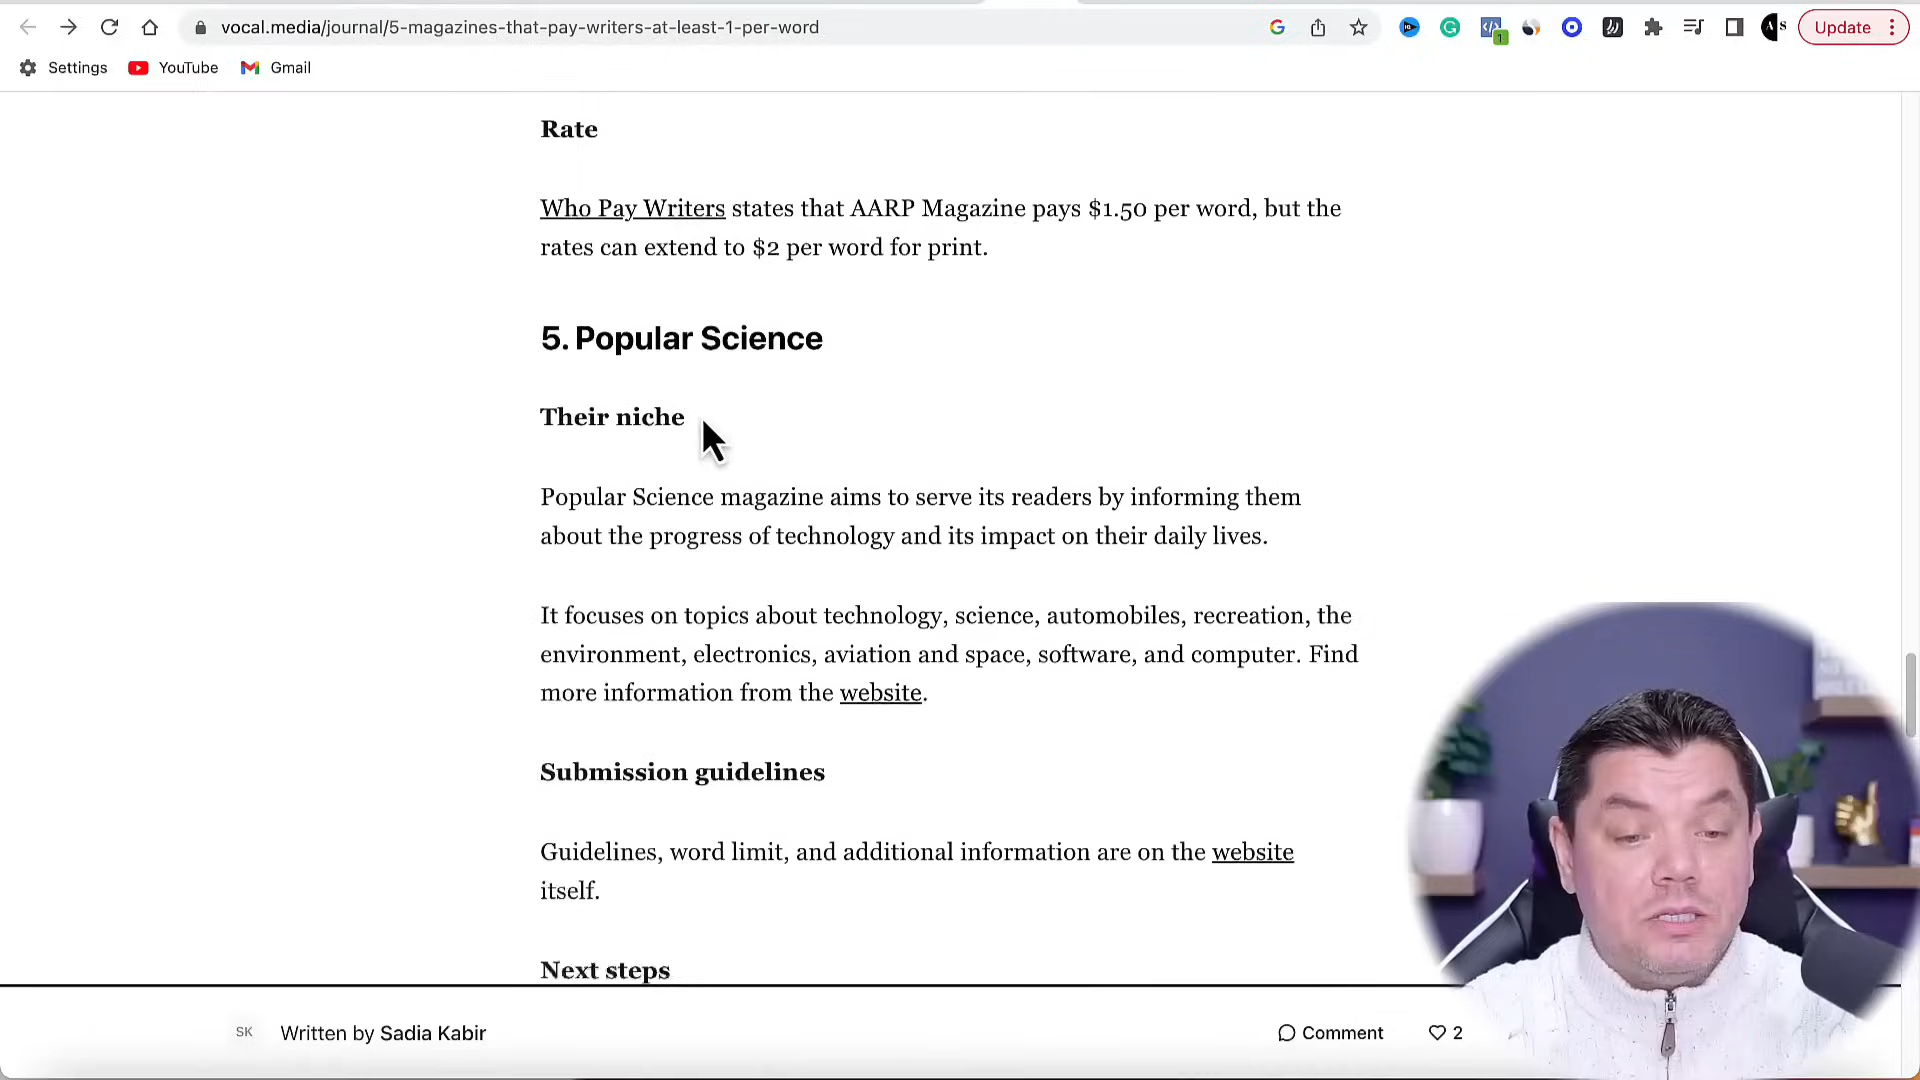 vocal.media/journal/5-magazines-that-pay-writers-at-least-1-per-word
1
A S
Update
Settings
YouTube
Gmail
Rate
Who Pay Writers states that AARP Magazine pays $1.50 per word, but the
rates can extend to $2 per word for print.
5. Popular Science
Their niche
Popular Science magazine aims to serve its readers by informing them
about the progress of technology and its impact on their daily lives.
It focuses on topics about technology, science, automobiles, recreation, the
environment, electronics, aviation and space, software, and computer. Find
more information from the website.
Submission guidelines
Guidelines, word limit, and additional information are on the website
itself.
Next steps
SK
Written by Sadia Kabir
Comment
2